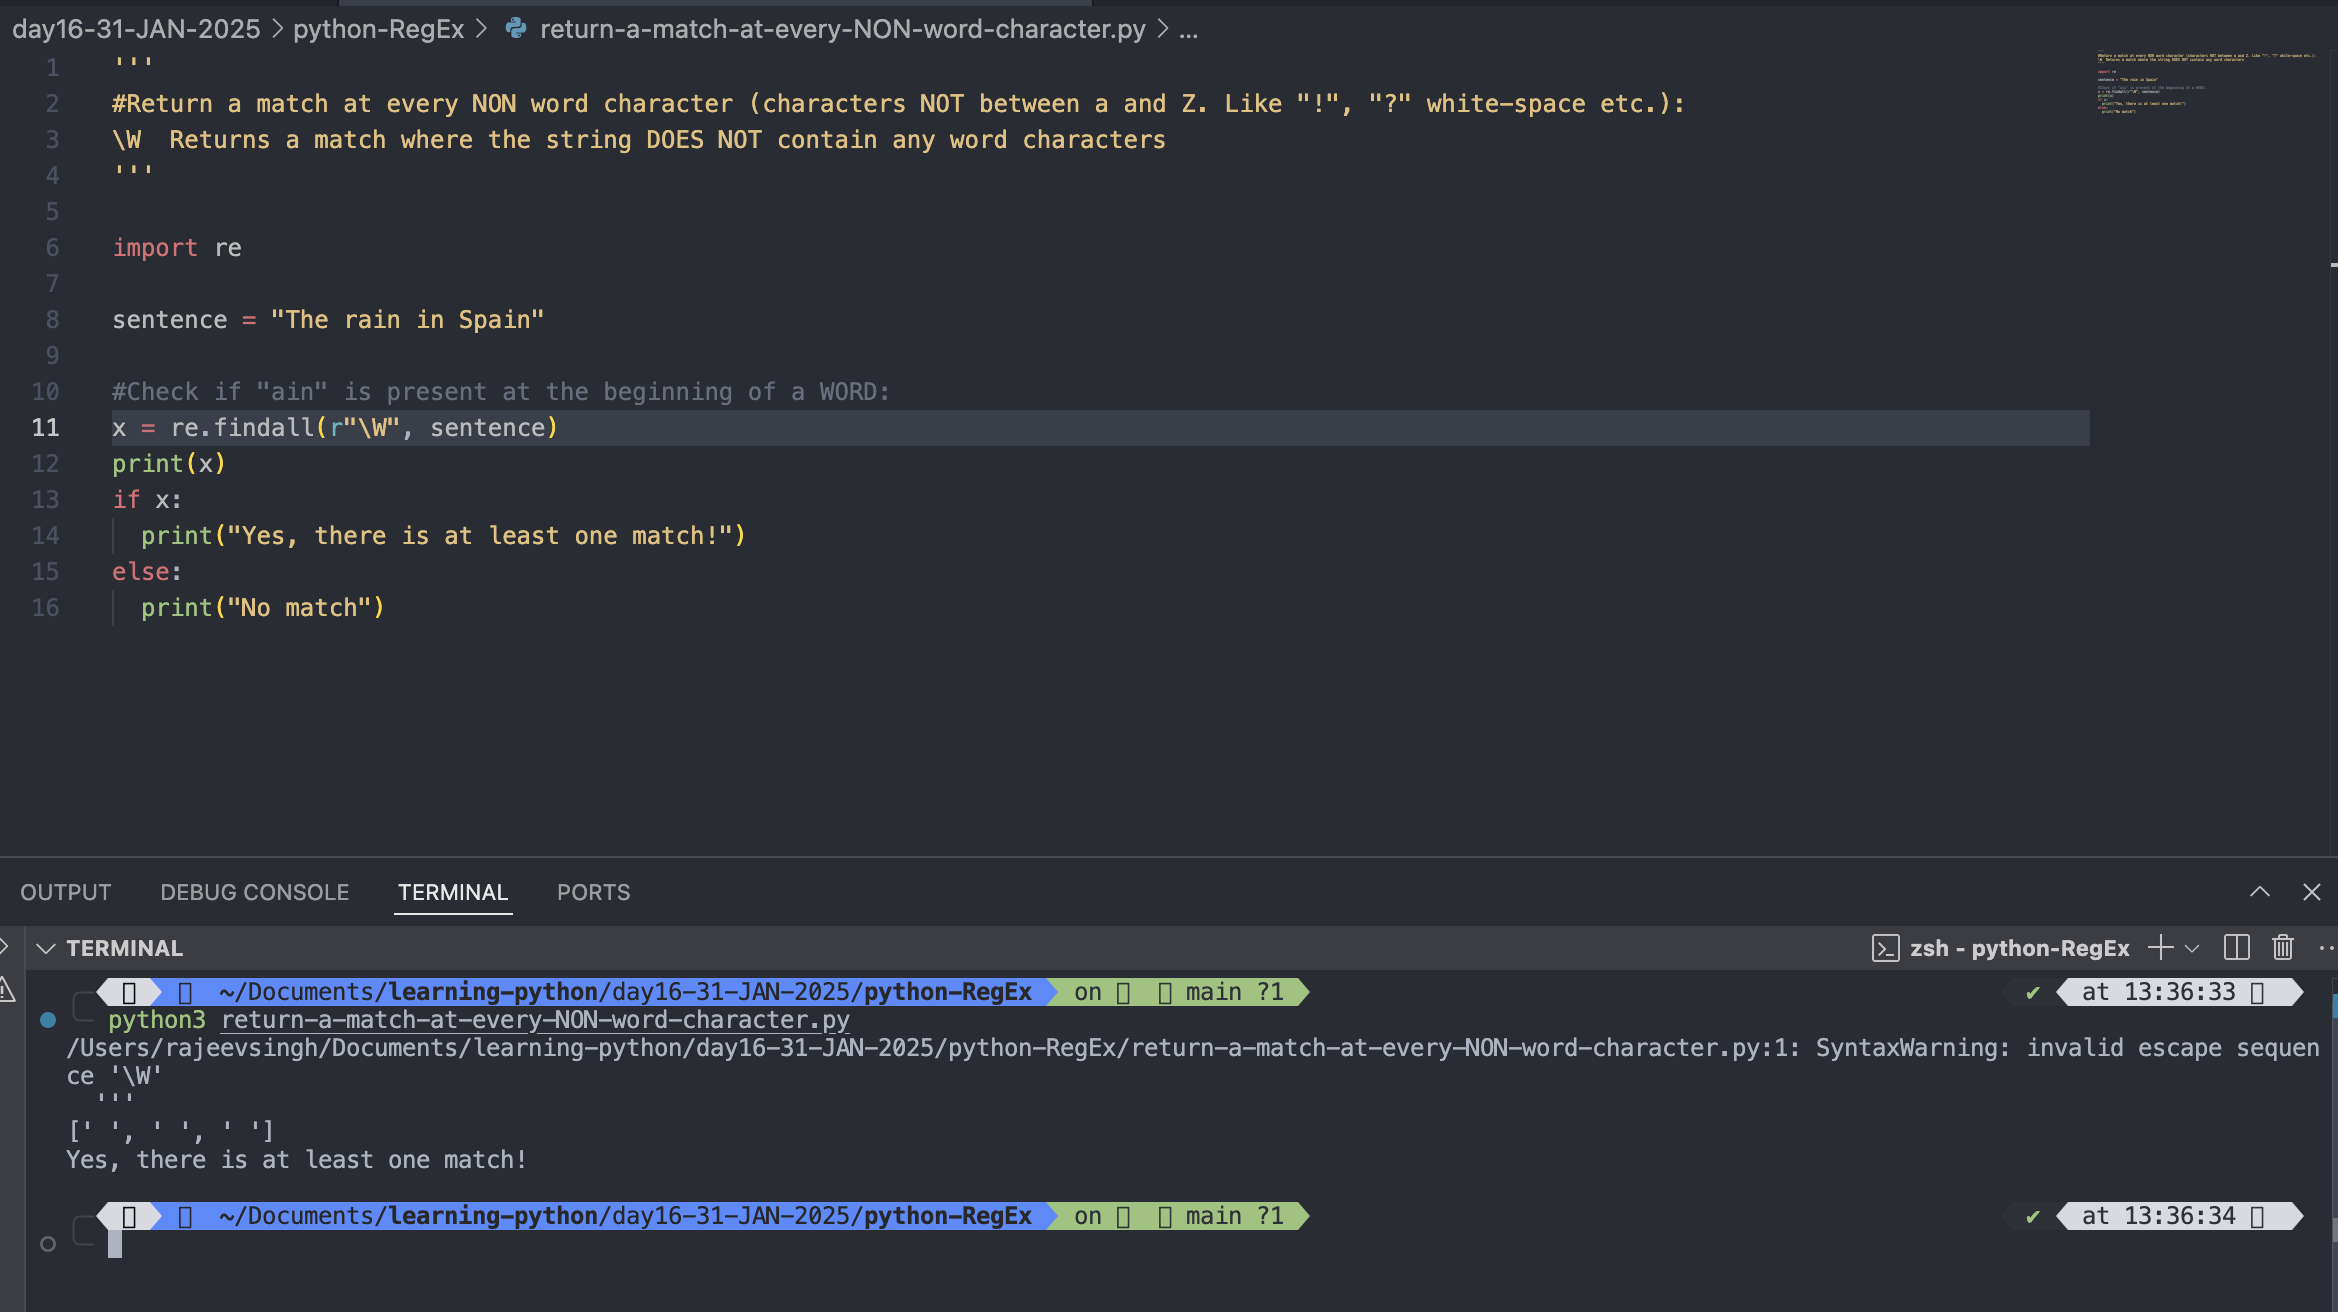 day16-31-JAN-2025 > python-RegEx > return-a-match-at-every-NON-word-character.py > ...
1 '''
2 #Return a match at every NON word character (characters NOT between a and Z. Like "!", "?" white-space etc.):
3 \W  Returns a match where the string DOES NOT contain any word characters
4 '''
5
6 import re
7
8 sentence = "The rain in Spain"
9
10 #Check if "ain" is present at the beginning of a WORD:
11 x = re.findall(r"\W", sentence)
12 print(x)
13 if x:
14   print("Yes, there is at least one match!")
15 else:
16   print("No match")
OUTPUT DEBUG CONSOLE TERMINAL PORTS
TERMINAL zsh - python-RegEx
~/Documents/learning-python/day16-31-JAN-2025/python-RegEx on main ?1 ✔ at 13:36:33
python3 return-a-match-at-every-NON-word-character.py
/Users/rajeevsingh/Documents/learning-python/day16-31-JAN-2025/python-RegEx/return-a-match-at-every-NON-word-character.py:1: SyntaxWarning: invalid escape sequen
ce '\W'
  '''
[' ', ' ', ' ']
Yes, there is at least one match!
~/Documents/learning-python/day16-31-JAN-2025/python-RegEx on main ?1 ✔ at 13:36:34